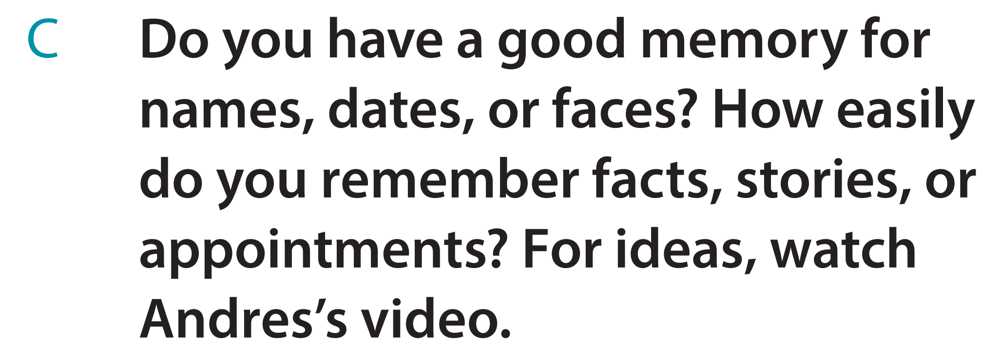 C Do you have a good memory for
names, dates, or faces? How easily
do you remember facts, stories, or
appointments? For ideas, watch
Andres’s video.